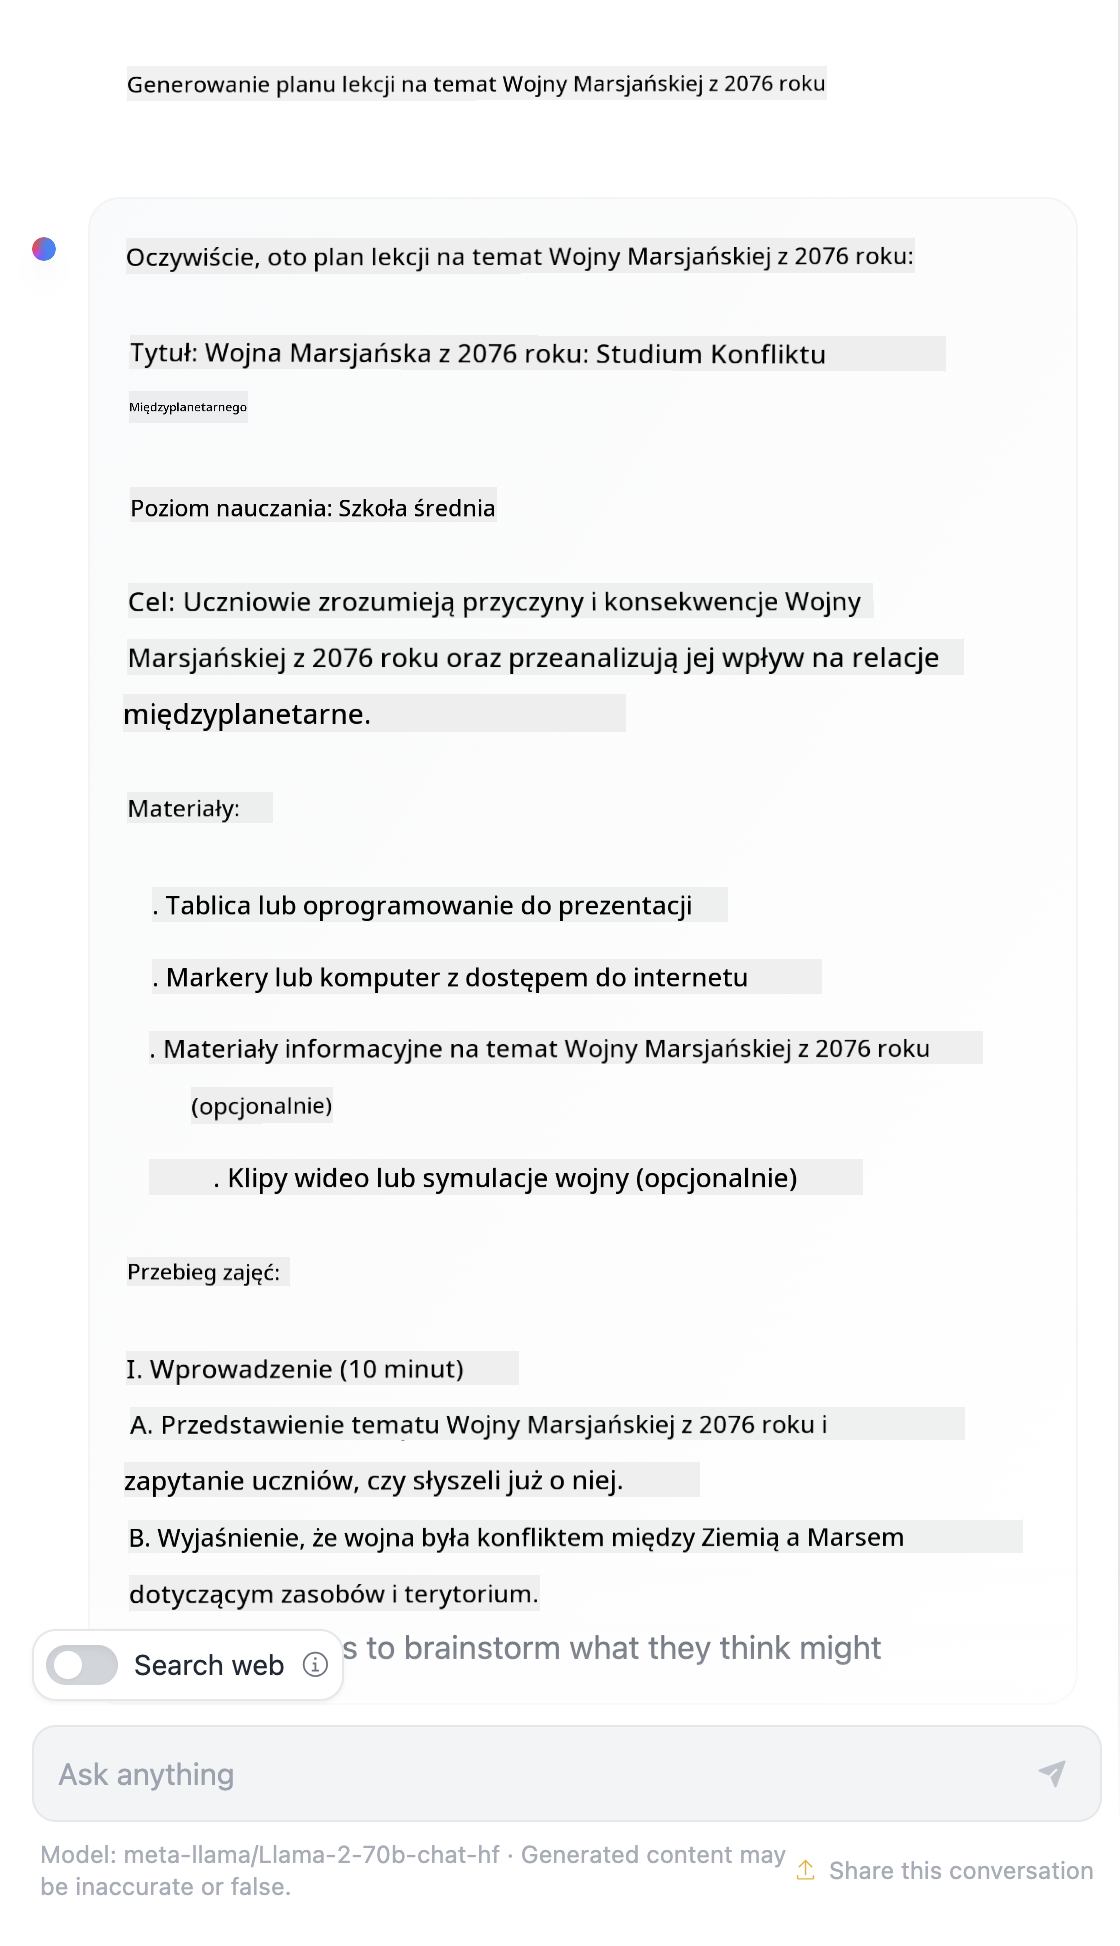 Generowanie planu lekcji na temat Wojny Marsjańskiej z 2076 roku
Oczywiście, oto plan lekcji na temat Wojny Marsjańskiej z 2076 roku:
Tytuł: Wojna Marsjańska z 2076 roku: Studium Konfliktu
Międzyplanetarnego
Poziom nauczania: Szkoła średnia
Cel: Uczniowie zrozumieją przyczyny i konsekwencje Wojny
Marsjańskiej z 2076 roku oraz przeanalizują jej wpływ na relacje
międzyplanetarne.
Materiały:
. Tablica lub oprogramowanie do prezentacji
. Markery lub komputer z dostępem do internetu
. Materiały informacyjne na temat Wojny Marsjańskiej z 2076 roku
(opcjonalnie)
. Klipy wideo lub symulacje wojny (opcjonalnie)
Przebieg zajęć:
I. Wprowadzenie (10 minut)
A. Przedstawienie tematu Wojny Marsjańskiej z 2076 roku i
zapytanie uczniów, czy słyszeli już o niej.
B. Wyjaśnienie, że wojna była konfliktem między Ziemią a Marsem
dotyczącym zasobów i terytorium.
s to brainstorm what they think might
Search web
Ask anything
Model: meta-llama/Llama-2-70b-chat-hf · Generated content may
be inaccurate or false.
Share this conversation